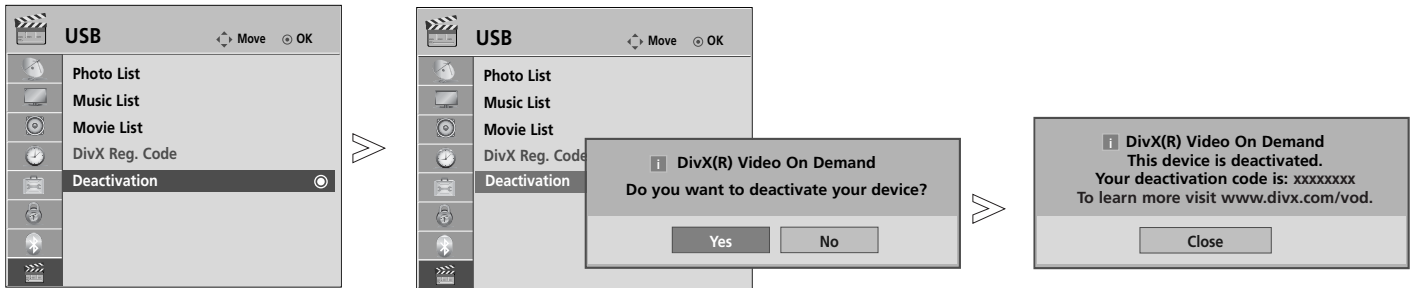 USB
Move
OK
Photo List
Music List
Movie List
DivX Reg. Code
Deactivation
USB
Move
OK
Photo List
Music List
Movie List
DivX Reg. Code
Deactivation
i DivX(R) Video On Demand
Do you want to deactivate your device?
Yes
No
i DivX(R) Video On Demand
This device is deactivated.
Your deactivation code is: xxxxxxxx
To learn more visit www.divx.com/vod.
Close